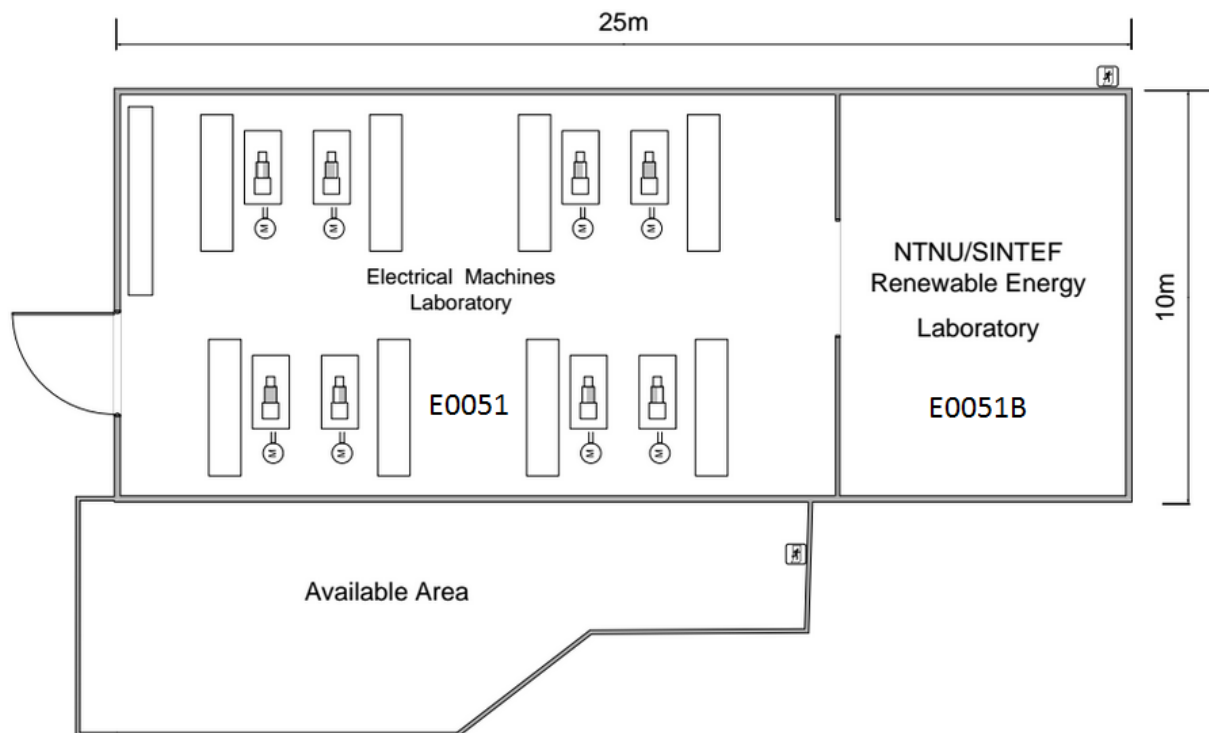 25m
M
M
M
M
Electrical Machines
Laboratory
NTNU/SINTEF
Renewable Energy
Laboratory
10m
E0051
E0051B
M
M
M
M
Available Area